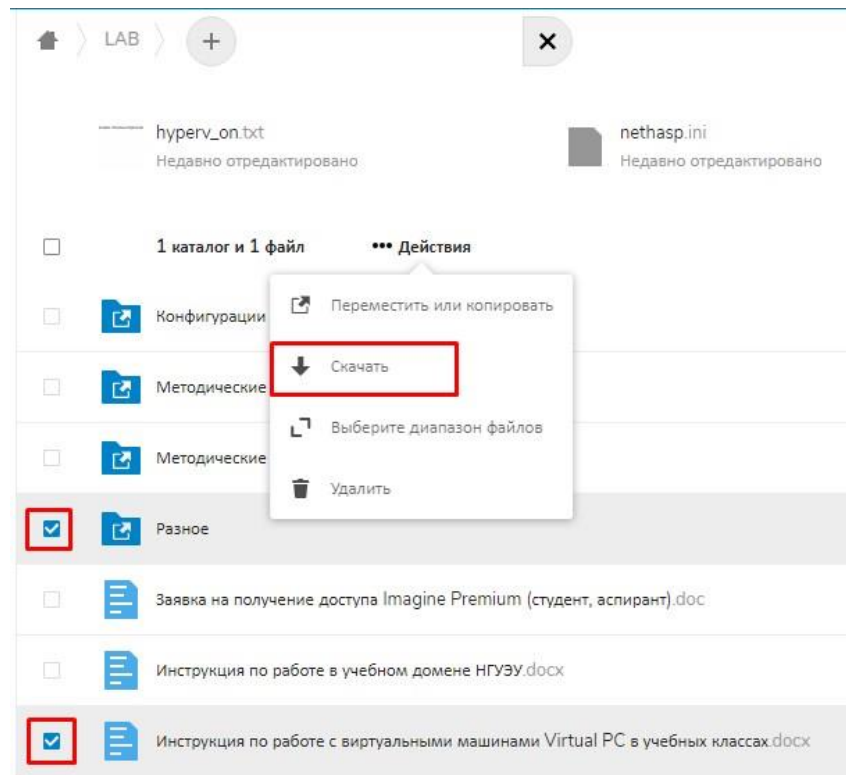 LAB
hyperv_on.txt
Недавно отредактировано
nethasp.ini
Недавно отредактировано
1 каталог и 1 файл
••• Действия
Переместить или копировать
Скачать
Выберите диапазон файлов
Удалить
Конфигурации
Методические
Методические
Разное
Заявка на получение доступа Imagine Premium (студент, аспирант).doc
Инструкция по работе в учебном домене НГУЭУ.docx
Инструкция по работе с виртуальными машинами Virtual PC в учебных классах.docx